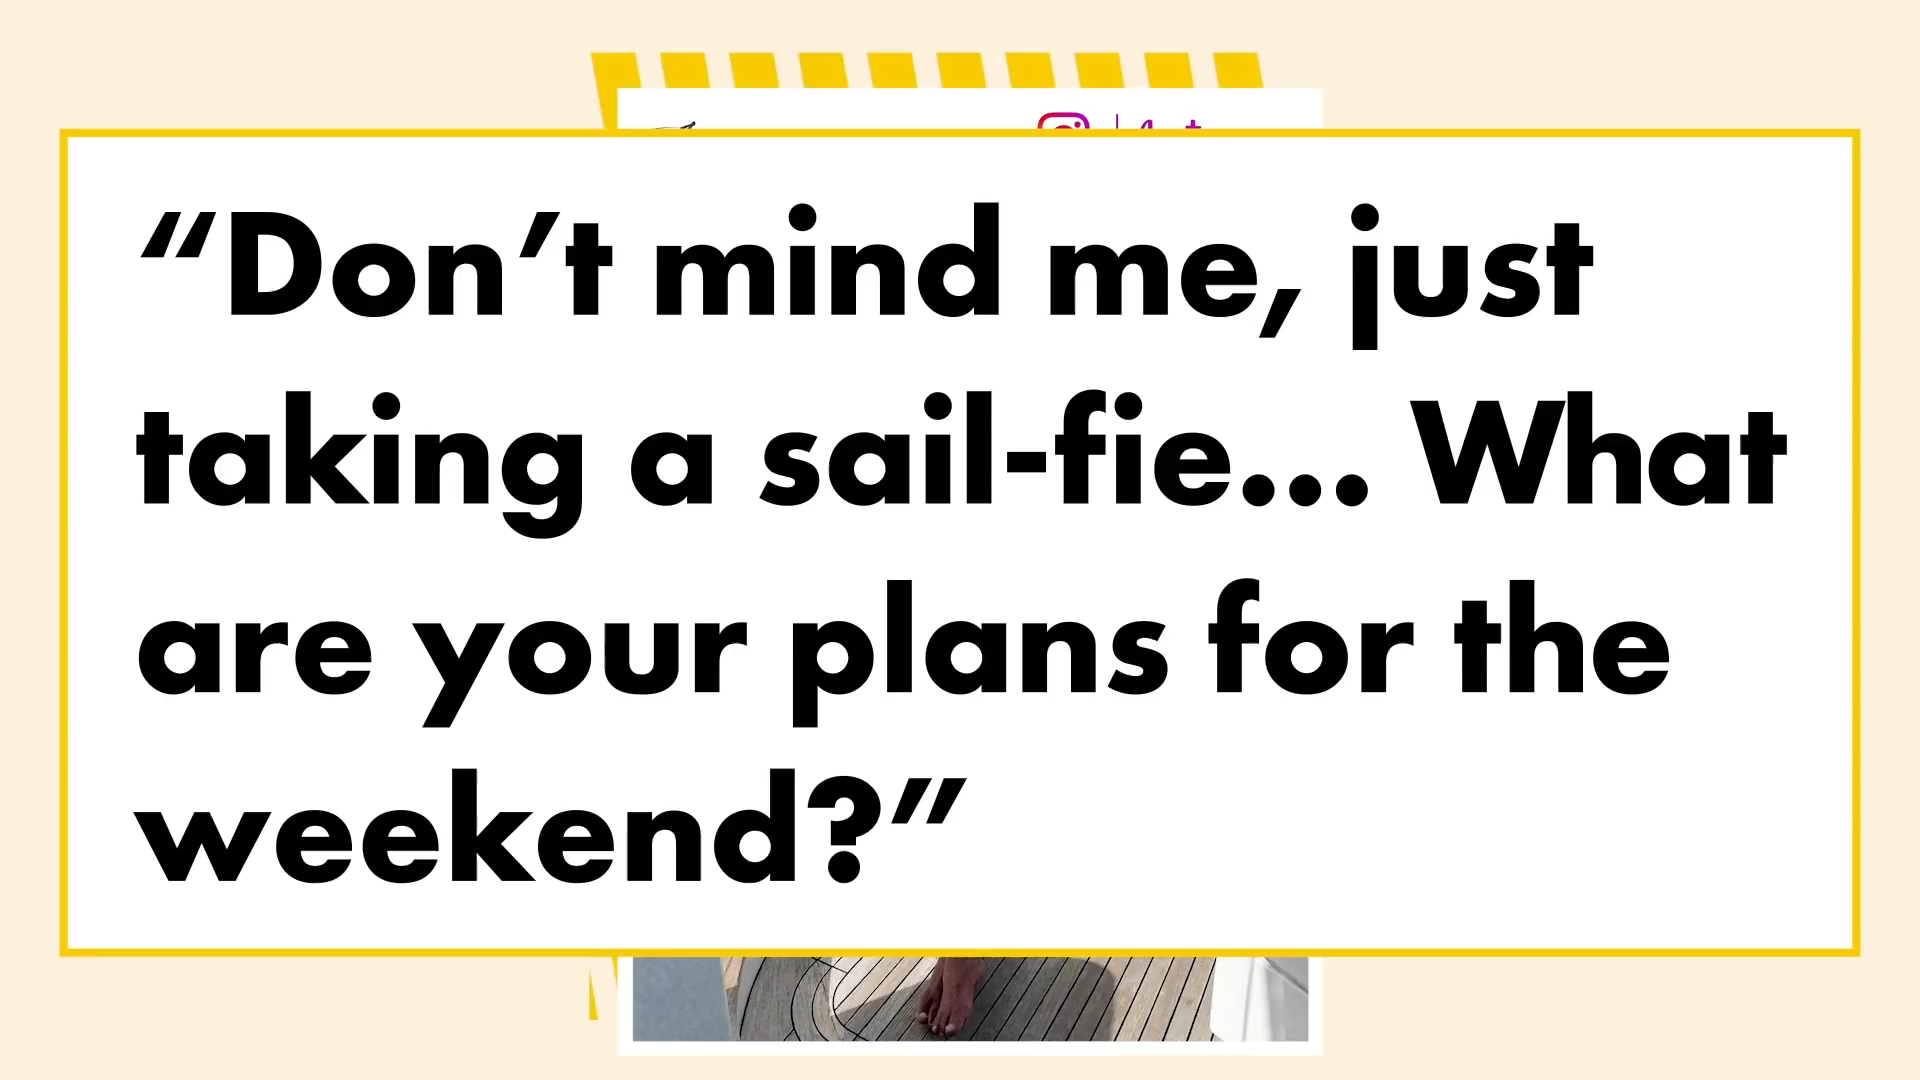 “Don’t mind me, just
taking a sail-fie... What
are your plans for the
weekend?”